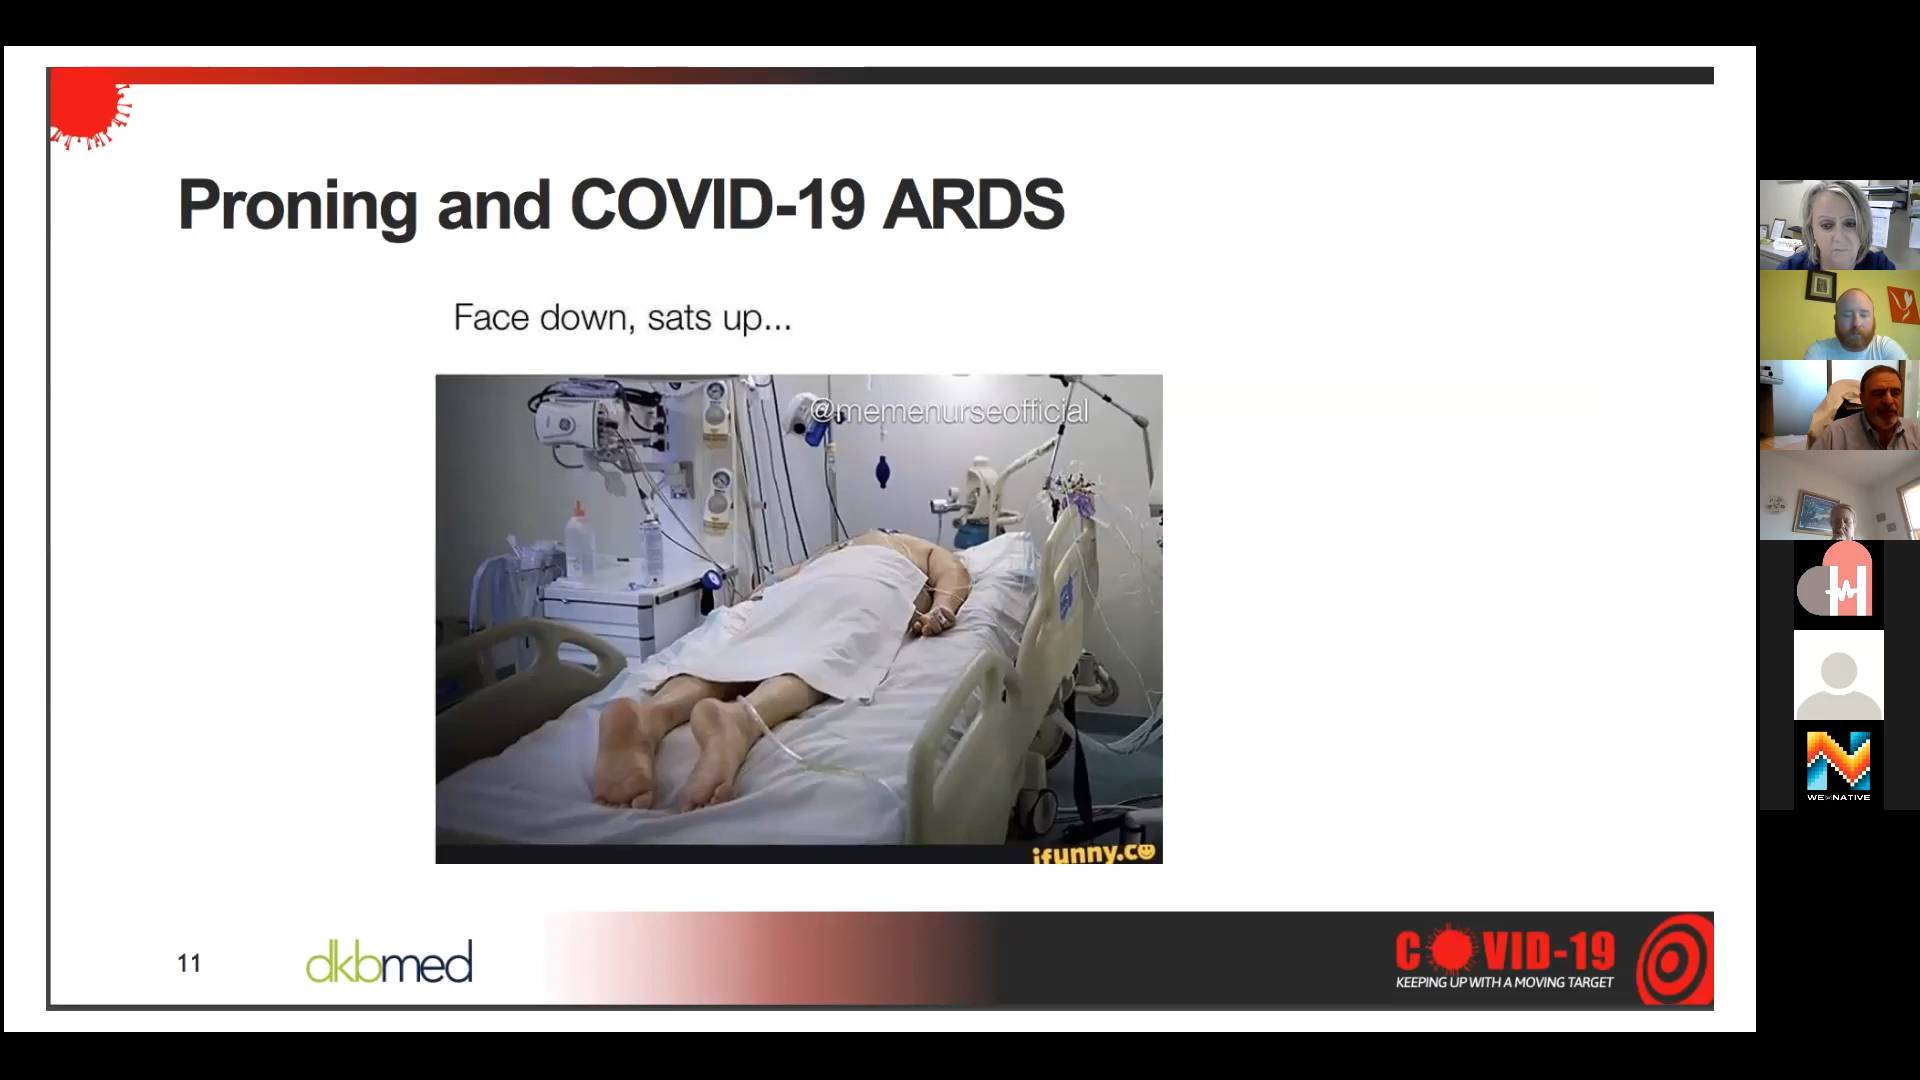 Proning and COVID-19 ARDS
Face down, sats up...
@memenurseofficial
ifunny.co
11
dkbmed
COVID-19
KEEPING UP WITH A MOVING TARGET
WE R NATIVE